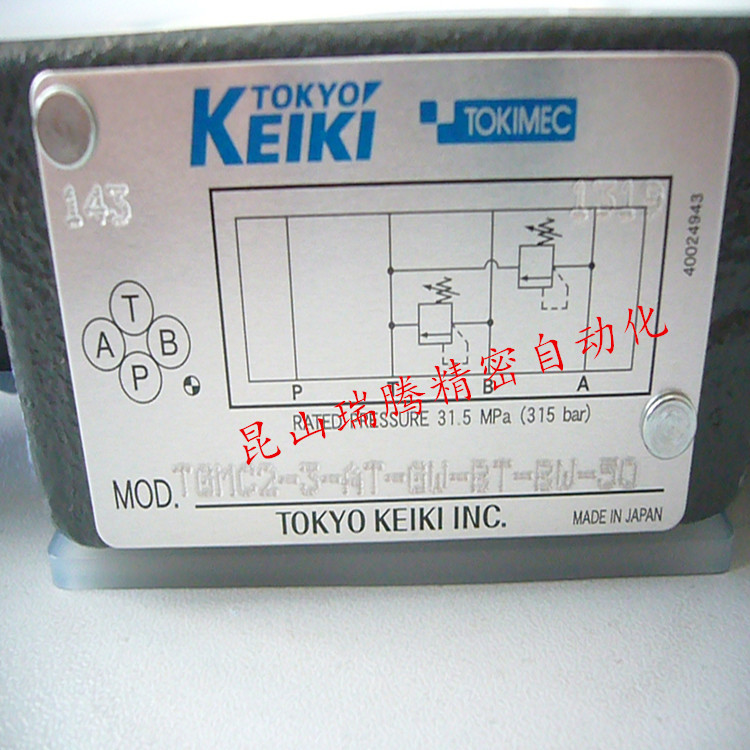 TOKYO
KEIKI
TOKIMEC
143
1319
40024943
T
A B
P
P T B A
RATED PRESSURE 31.5 MPa (315 bar)
昆山瑞腾精密自动化
MOD. TGMC2-3-AT-GW-BT-BW-50
TOKYO KEIKI INC.
MADE IN JAPAN